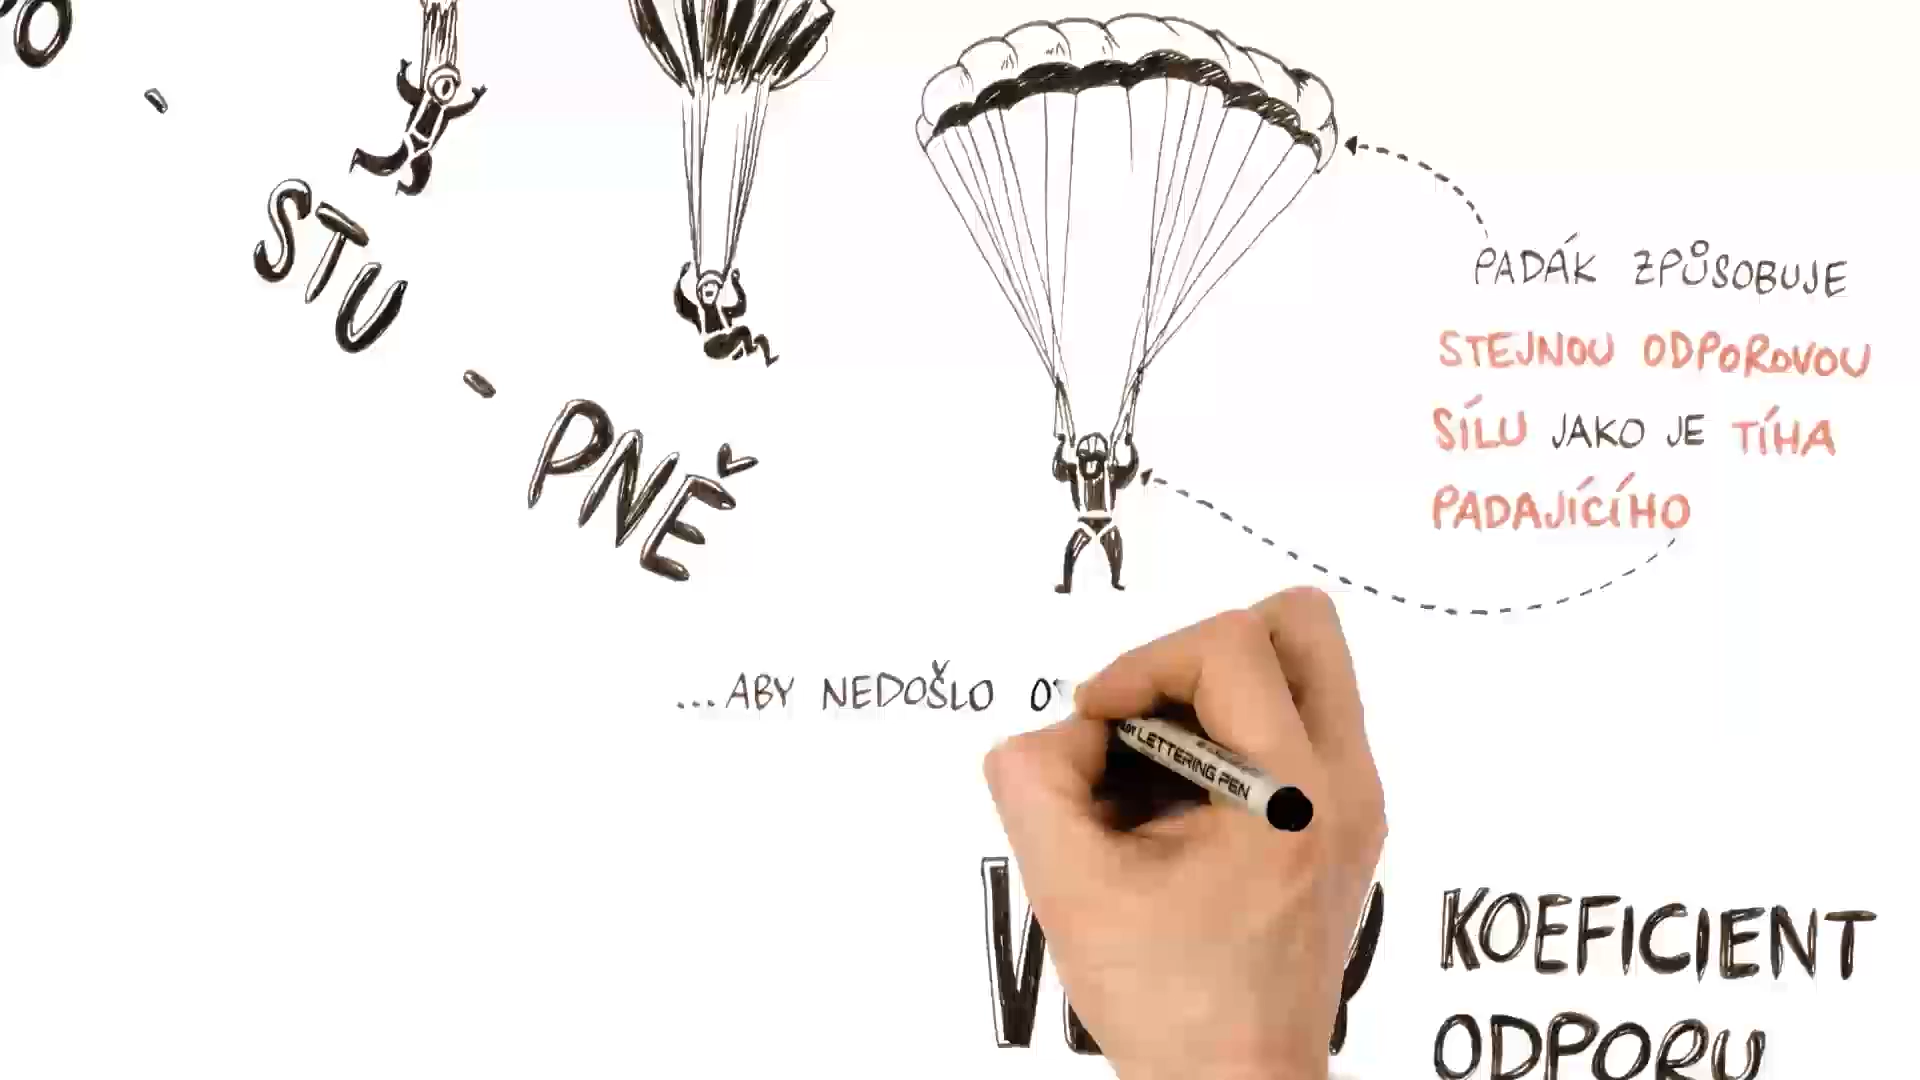 STU -
PNĚ
PADÁK ZPŮSOBUJE
STEJNOU ODPOROVOU
SÍLU JAKO JE TÍHA
PADAJÍCÍHO
...ABY NEDOŠLO
LETTERING PEN
KOEFICIENT
ODPORU